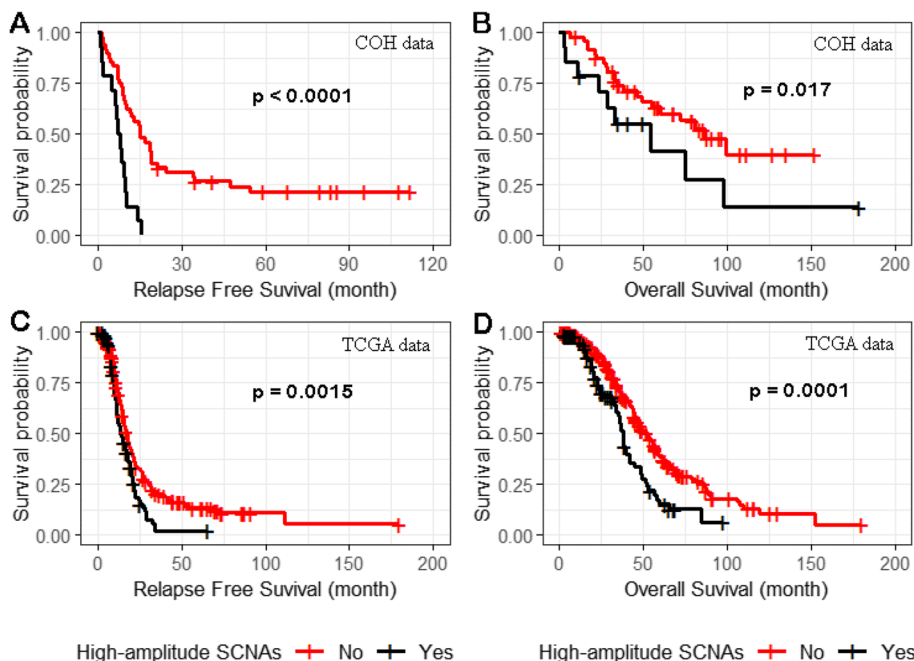 A
COH data
p < 0.0001
Survival probability
1.00
0.75
0.50
0.25
0.00
0 30 60 90 120
Relapse Free Suvival (month)
B
COH data
p = 0.017
Survival probability
1.00
0.75
0.50
0.25
0.00
0 50 100 150 200
Overall Suvival (month)
C
TCGA data
p = 0.0015
Survival probability
1.00
0.75
0.50
0.25
0.00
0 50 100 150 200
Relapse Free Suvival (month)
D
TCGA data
p = 0.0001
Survival probability
1.00
0.75
0.50
0.25
0.00
0 50 100 150 200
Overall Suvival (month)
High-amplitude SCNAs No Yes
High-amplitude SCNAs No Yes